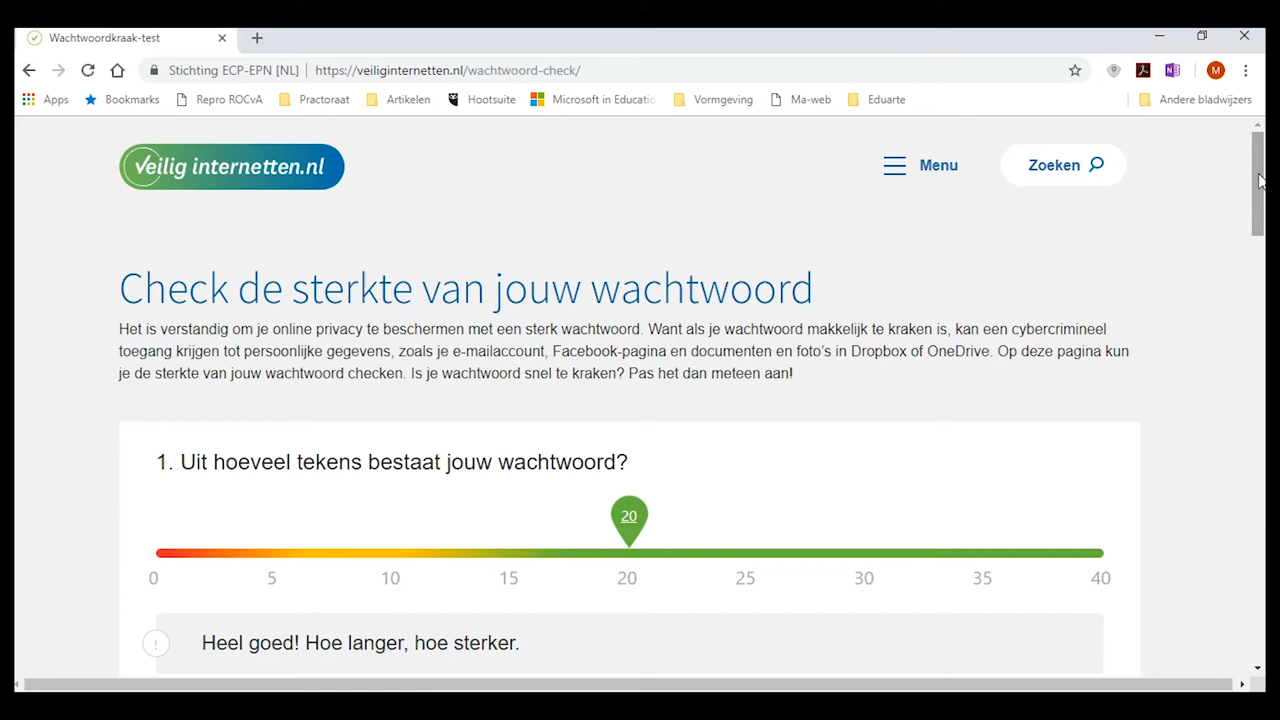 Wachtwoordkraak-test
Stichting ECP-EPN [NL] https://veiliginternetten.nl/wachtwoord-check/
Apps Bookmarks Repro ROCvA Practoraat Artikelen Hootsuite Microsoft in Educatio Vormgeving Ma-web Eduarte Andere bladwijzers
Veilig internetten.nl Menu Zoeken
Check de sterkte van jouw wachtwoord
Het is verstandig om je online privacy te beschermen met een sterk wachtwoord. Want als je wachtwoord makkelijk te kraken is, kan een cybercrimineel
toegang krijgen tot persoonlijke gegevens, zoals je e-mailaccount, Facebook-pagina en documenten en foto's in Dropbox of OneDrive. Op deze pagina kun
je de sterkte van jouw wachtwoord checken. Is je wachtwoord snel te kraken? Pas het dan meteen aan!
1. Uit hoeveel tekens bestaat jouw wachtwoord?
20
0 5 10 15 20 25 30 35 40
! Heel goed! Hoe langer, hoe sterker.